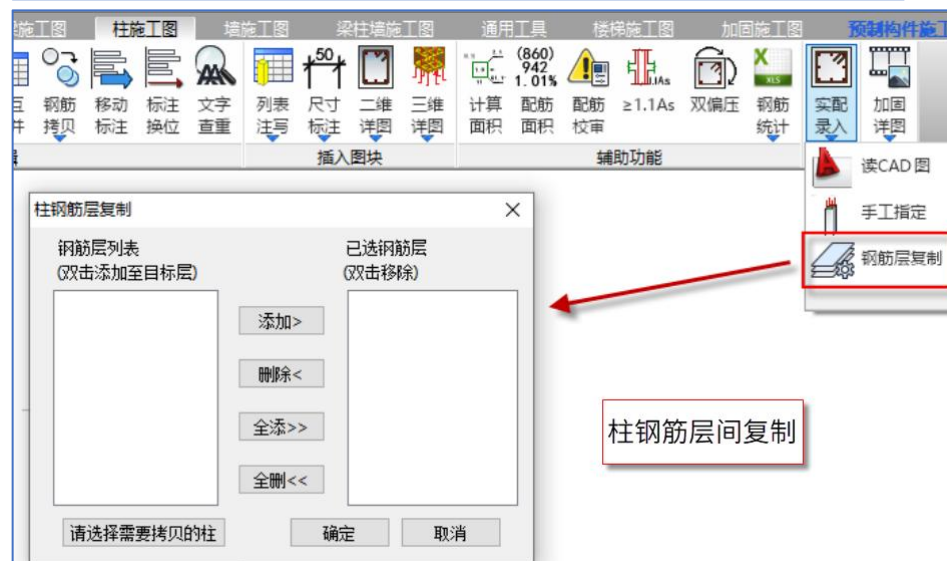 梁施工图 柱施工图 墙施工图 梁柱墙施工图 通用工具 楼梯施工图 加固施工图 预制构件施工
钢筋 移动 标注 文字 列表 尺寸 二维 三维 计算 配筋 配筋 ≥1.1As 双偏压 钢筋 实配 加固
拷贝 标注 换位 查重 注写 标注 详图 详图 面积 面积 校审 统计 录入 详图
50
(860)
942
1.01%
1.1As
X
XLS
插入图块 辅助功能
读CAD图
手工指定
钢筋层复制
柱钢筋层复制
钢筋层列表
(双击添加至目标层)
已选钢筋层
(双击移除)
添加>
删除<
全添>>
全删<<
请选择需要拷贝的柱 确定 取消
柱钢筋层间复制